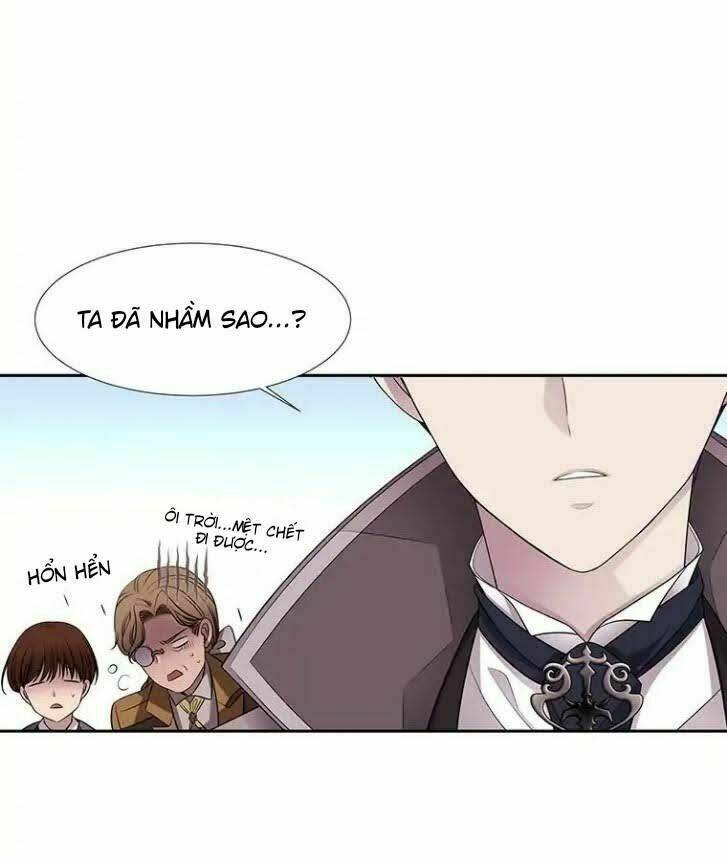 TA ĐÃ NHẦM SAO...?
ÔI TRỜI...MỆT CHẾT
ĐI ĐƯỢC...
HỔN HỂN